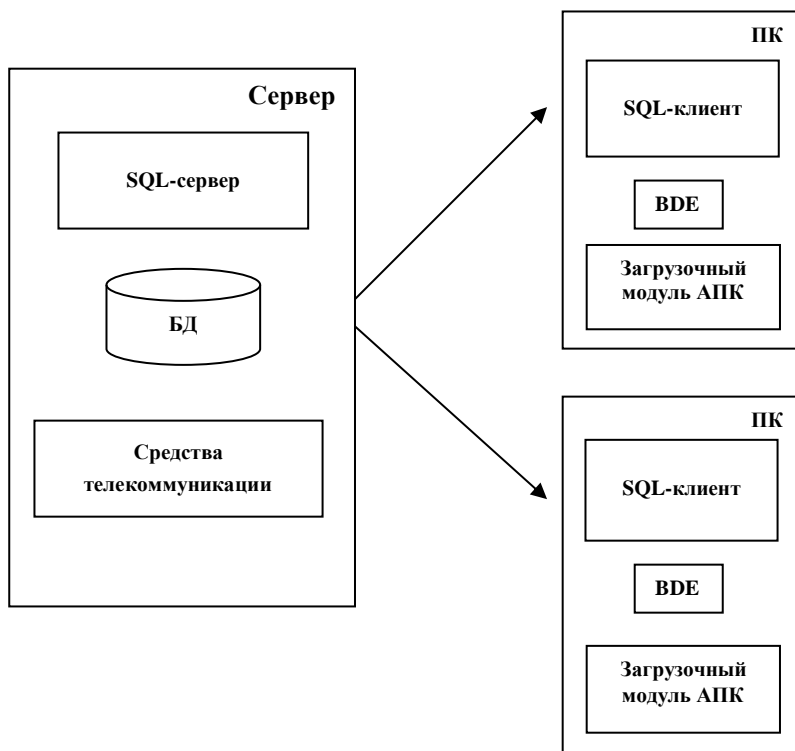 Сервер
SQL-сервер
БД
Средства
телекоммуникации
ПК
SQL-клиент
BDE
Загрузочный
модуль АПК
ПК
SQL-клиент
BDE
Загрузочный
модуль АПК